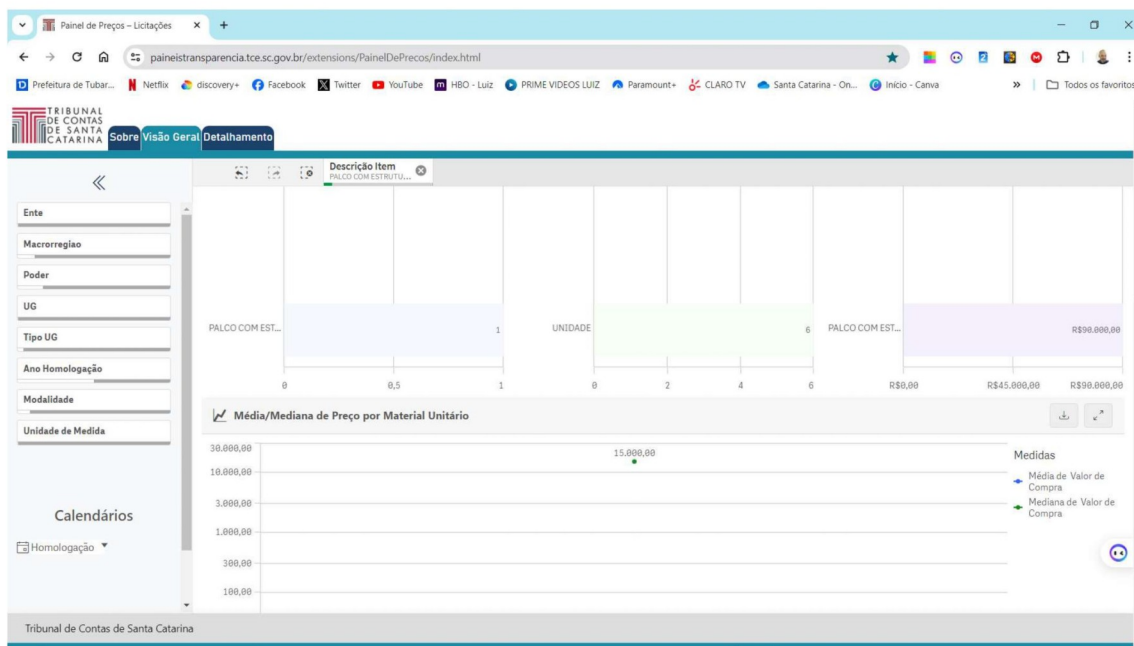 Painel de Preços – Licitações
paineistransparencia.tce.sc.gov.br/extensions/PainelDePrecos/index.html
Prefeitura de Tubar... Netflix discovery+ Facebook Twitter YouTube HBO - Luiz PRIME VIDEOS LUIZ Paramount+ CLARO TV Santa Catarina - On... Início - Canva » Todos os favoritos
TRIBUNAL
DE CONTAS
DE SANTA
CATARINA
Sobre Visão Geral Detalhamento
Descrição Item
PALCO COM ESTRUTU...
Ente
Macrorregiao
Poder
UG
Tipo UG
Ano Homologação
Modalidade
Unidade de Medida
Calendários
Homologação
PALCO COM EST... 1
0 0,5 1
UNIDADE 6
0 2 4 6
PALCO COM EST... R$90.000,00
R$0,00 R$45.000,00 R$90.000,00
Média/Mediana de Preço por Material Unitário
30.000,00
10.000,00
3.000,00
1.000,00
300,00
100,00
15.000,00
Medidas
Média de Valor de
Compra
Mediana de Valor de
Compra
Tribunal de Contas de Santa Catarina